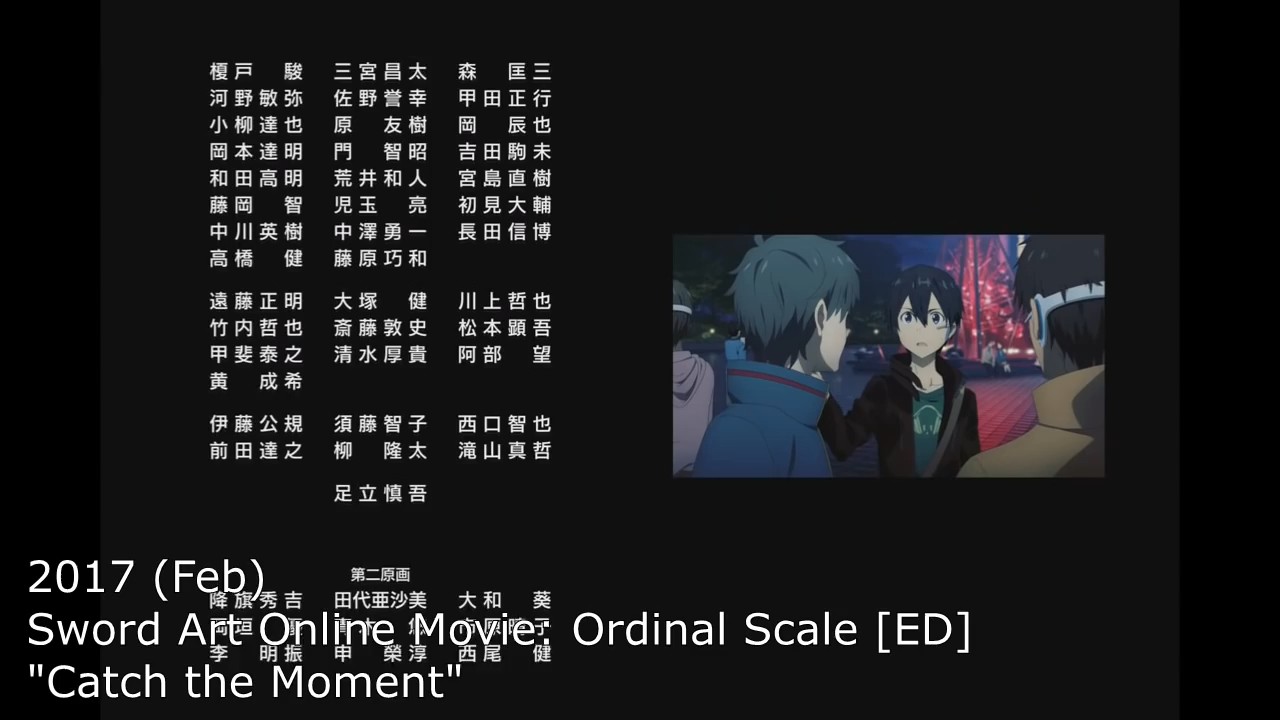 榎戸 駿 三宮昌太 森 匡三
河野敏弥 佐野誉幸 甲田正行
小柳達也 原 友樹 岡 辰也
岡本達明 門 智昭 吉田駒未
和田高明 荒井和人 宮島直樹
藤岡 智 児玉 亮 初見大輔
中川英樹 中澤勇一 長田信博
高橋 健 藤原巧和
遠藤正明 大塚 健 川上哲也
竹内哲也 斎藤敦史 松本顕吾
甲斐泰之 清水厚貴 阿部 望
黄 成希
伊藤公規 須藤智子 西口智也
前田達之 柳 隆太 滝山真哲
足立慎吾
第二原画
降旗秀吉 田代亜沙美 大和 葵
李 明振 申 榮淳 西尾 健
2017 (Feb)
Sword Art Online Movie: Ordinal Scale [ED]
"Catch the Moment"